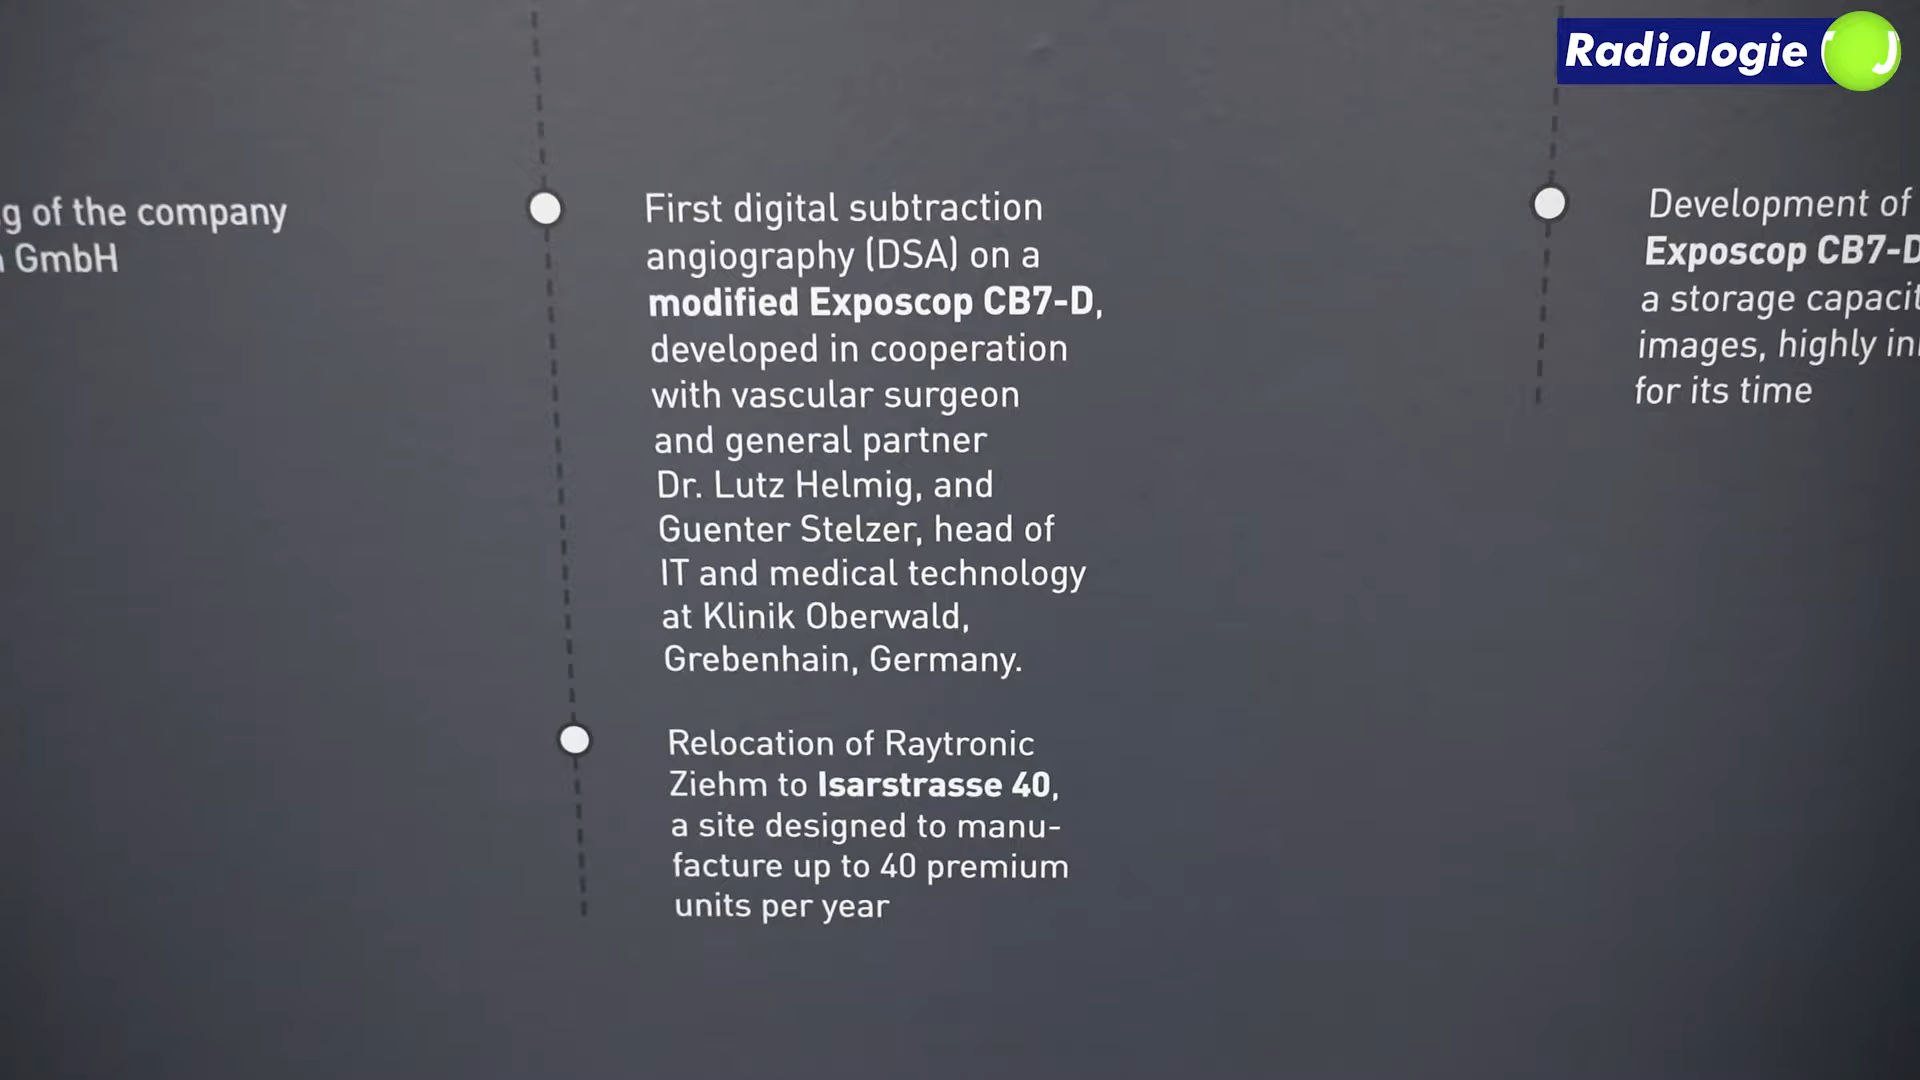 Radiologie
of the company
GmbH
First digital subtraction
angiography (DSA) on a
modified Exposcop CB7-D,
developed in cooperation
with vascular surgeon
and general partner
Dr. Lutz Helmig, and
Guenter Stelzer, head of
IT and medical technology
at Klinik Oberwald,
Grebenhain, Germany.
Relocation of Raytronic
Ziehm to Isarstrasse 40,
a site designed to manu-
facture up to 40 premium
units per year
Development of
Exposcop CB7-D
a storage
images, highly
for its time